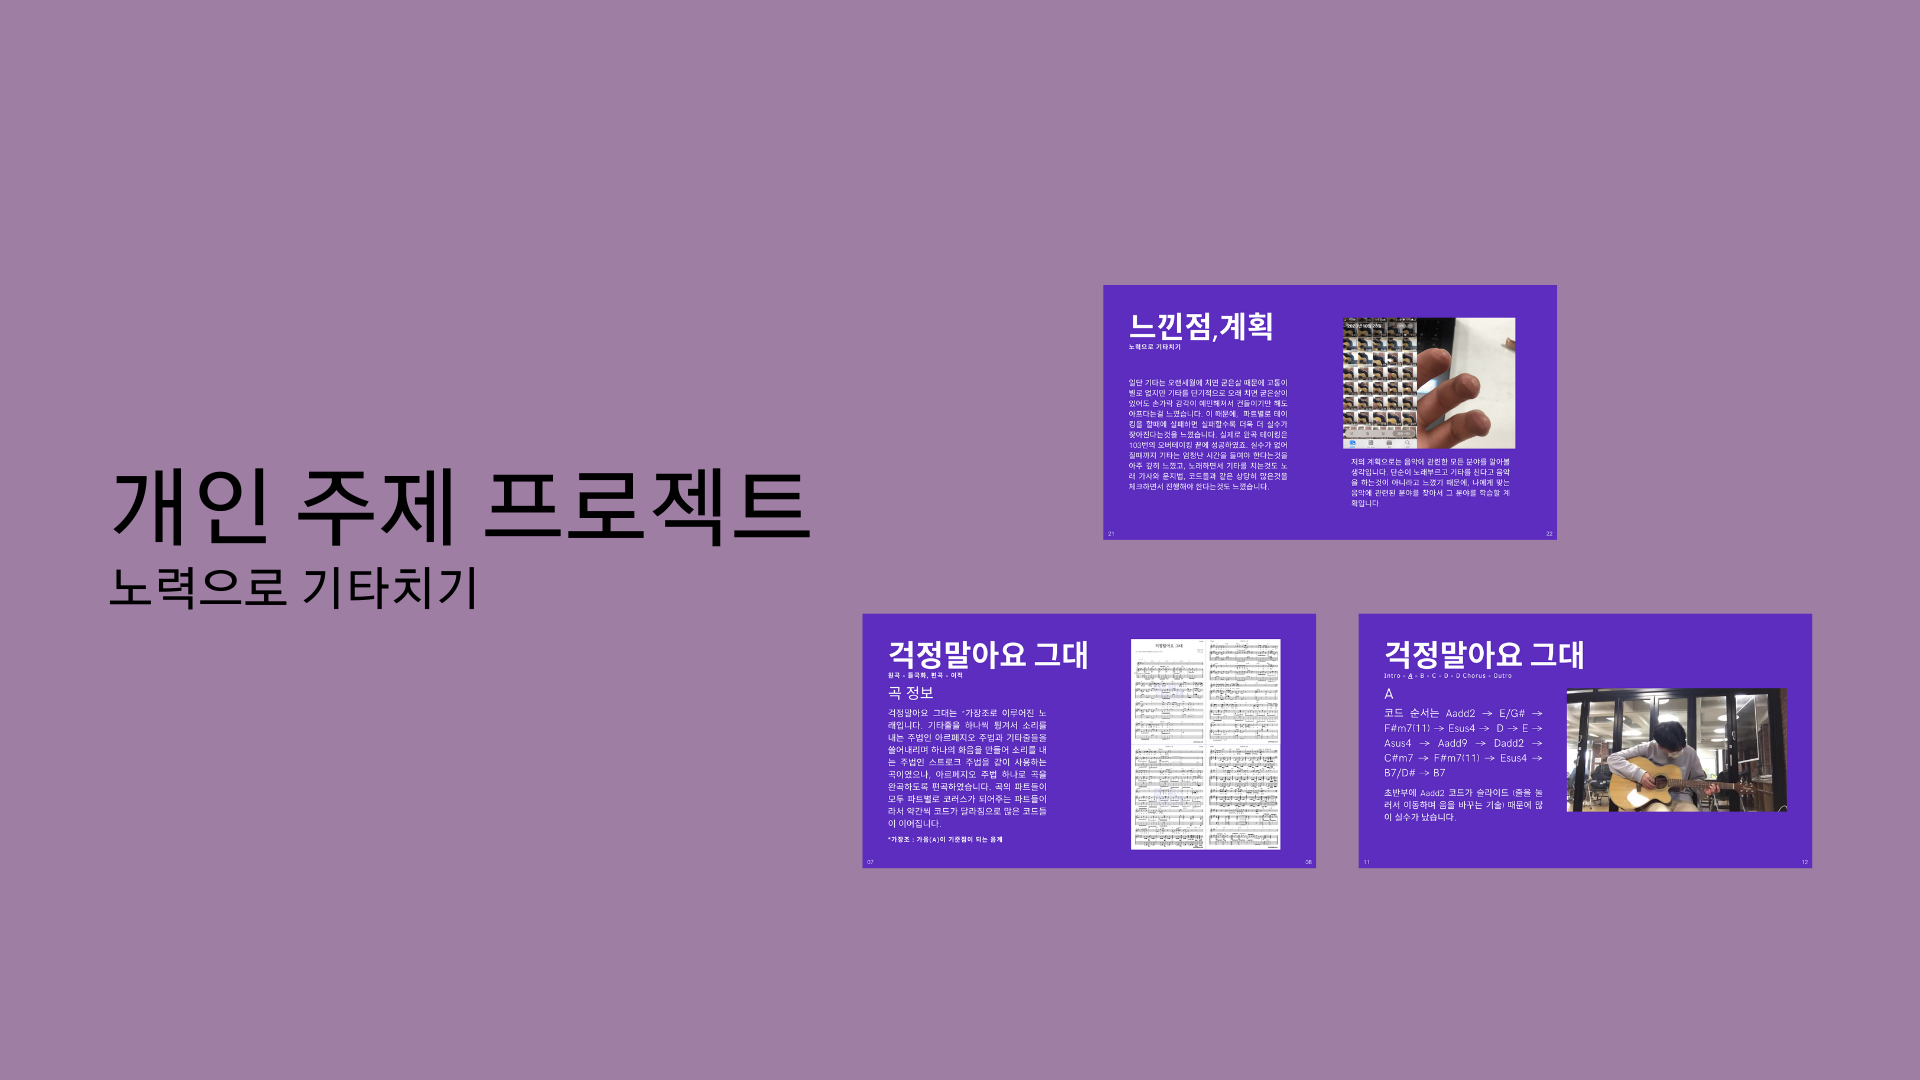 개인 주제 프로젝트
노력으로 기타치기
느낀점,계획
노력으로 기타치기
일단 기타는 오랜세월에 치면 굳은살 때문에 고통이
별로 없지만 기타를 단기적으로 오래 치면 굳은살이
있어도 손가락 감각이 예민해져서 건들이기만 해도
아프다는걸 느꼈습니다. 이 때문에, 파트별로 테이
킹을 할때에 실패하면 실패할수록 더욱 더 실수가
잦아진다는것을 느꼈습니다. 실제로 완곡 테이킹은
103번의 오버테이킹 끝에 성공하였죠. 실수가 없어
질때까지 기타는 엄청난 시간을 들여야 한다는것을
아주 깊히 느꼈고, 노래하면서 기타를 치는것도 노
래 가사와 운지법, 코드들과 같은 상당히 많은것을
체크하면서 진행해야 한다는것도 느꼈습니다.
저의 계획으로는 음악에 관련한 모든 분야를 알아볼
생각입니다. 단순이 노래부르고 기타를 친다고 음악
을 하는것이 아니라고 느꼈기 때문에, 나에게 맞는
음악에 관련된 분야를 찾아서 그 분야를 학습할 계
획입니다
21
22
걱정말아요 그대
원곡 - 들국화, 편곡 - 이적
곡 정보
걱정말아요 그대는 *가장조로 이루어진 노
래입니다. 기타줄을 하나씩 튕겨서 소리를
내는 주법인 아르페지오 주법과 기타줄들을
쓸어내리며 하나의 화음을 만들어 소리를 내
는 주법인 스트로크 주법을 같이 사용하는
곡이였으나, 아르페지오 주법 하나로 곡을
완곡하도록 편곡하였습니다. 곡의 파트들이
모두 파트별로 코러스가 되어주는 파트들이
라서 약간씩 코드가 달라짐으로 많은 코드들
이 이어집니다.
*가장조 : 가음(A)이 기준점이 되는 음계
걱정말아요 그대
07
08
걱정말아요 그대
Intro - A - B - C - D - D Chorus - Outro
A
코드 순서는 Aadd2 → E/G# →
F#m7(11) → Esus4 → D → E →
Asus4 → Aadd9 → Dadd2 →
C#m7 → F#m7(11) → Esus4 →
B7/D# → B7
초반부에 Aadd2 코드가 슬라이드 (줄을 눌
러서 이동하며 음을 바꾸는 기술) 때문에 많
이 실수가 났습니다.
11
12